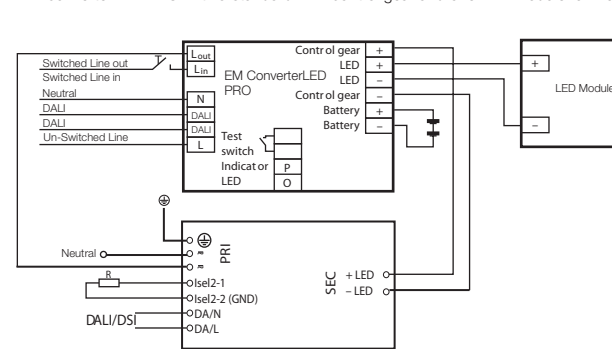 Switched Line out
Switched Line in
Neutral
DALI
DALI
Un-Switched Line
Lout
Lin
N
DALI
DALI
L
EM ConverterLED
PRO
Test
switch
Indicator
LED
P
O
Control gear +
LED +
LED –
Control gear –
Battery +
Battery –
+
–
LED Module
Neutral
R
DALI/DSI
PRI
Isel2-1
Isel2-2 (GND)
DA/N
DA/L
SEC
+ LED
– LED